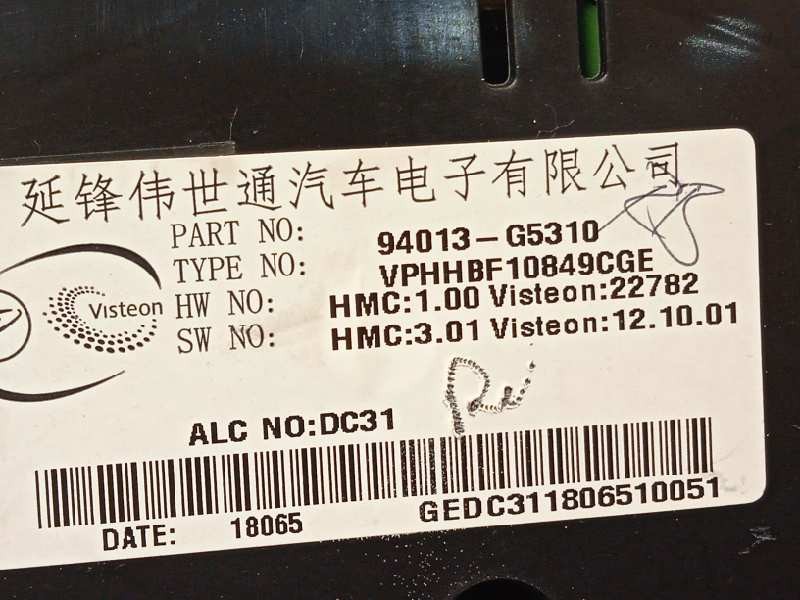 延锋伟世通汽车电子有限公司
PART NO: 94013-G5310
TYPE NO: VPHHBF10849CGE
Visteon
HW NO: HMC:1.00 Visteon:22782
SW NO: HMC:3.01 Visteon:12.10.01
ALC NO:DC31
DATE: 18065 GEDC311806510051